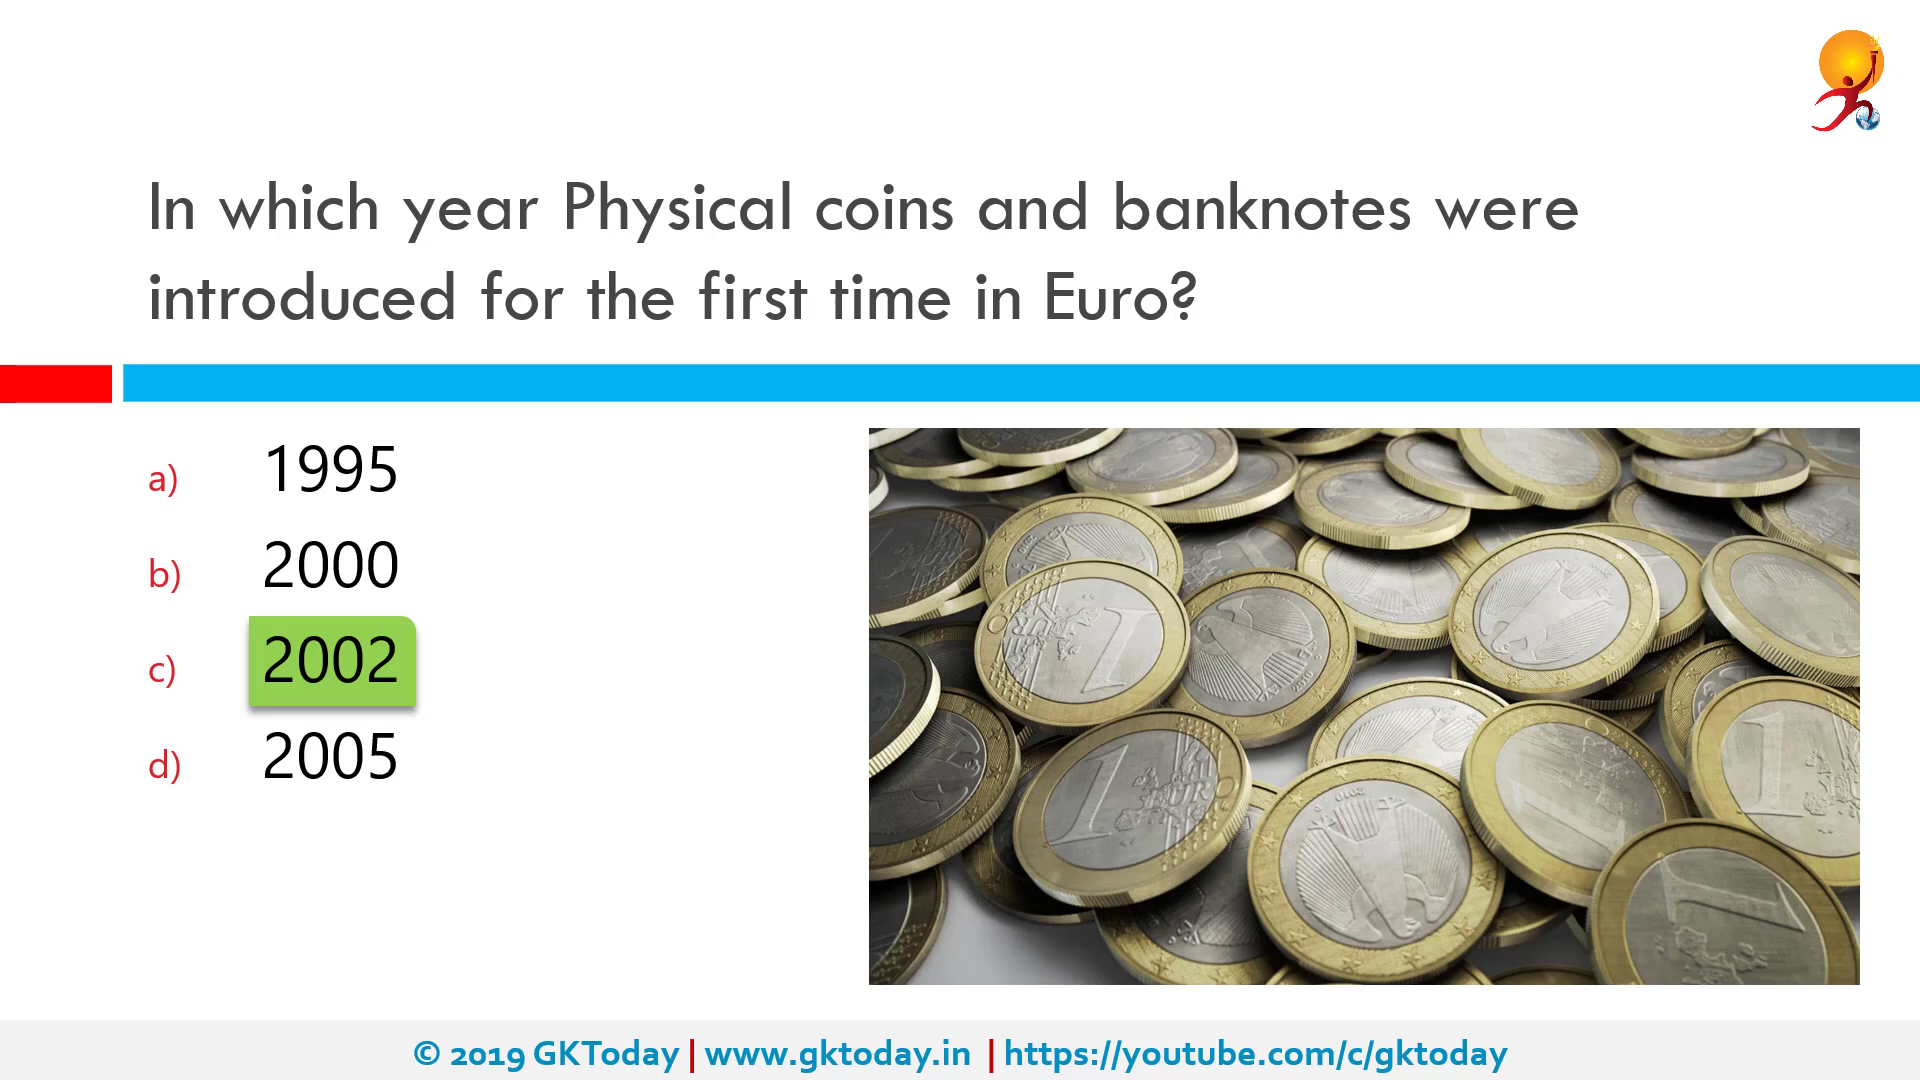 In which year Physical coins and banknotes were
introduced for the first time in Euro?
a) 1995
b) 2000
c) 2002
d) 2005
© 2019 GKToday | www.gktoday.in | https://youtube.com/c/gktoday